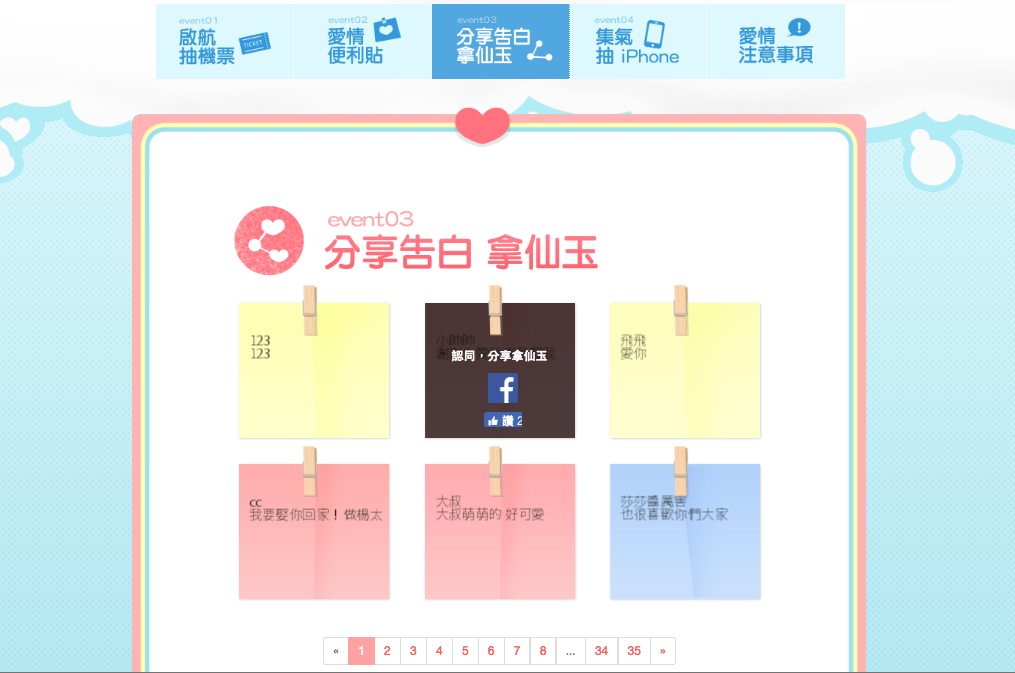 event01
啟航
抽機票
TICKET
event02
愛情
便利貼
event03
分享告白
拿仙玉
event04
集氣
抽 iPhone
愛情
注意事項
event03
分享告白 拿仙玉
123
123
小帥帥
認同，分享拿仙玉
讚 2
飛飛
愛你
cc
我要娶你回家！做楊太
大叔
大叔萌萌的 好可愛
莎莎醬厲害
也很喜歡你們大家
« 1 2 3 4 5 6 7 8 ... 34 35 »